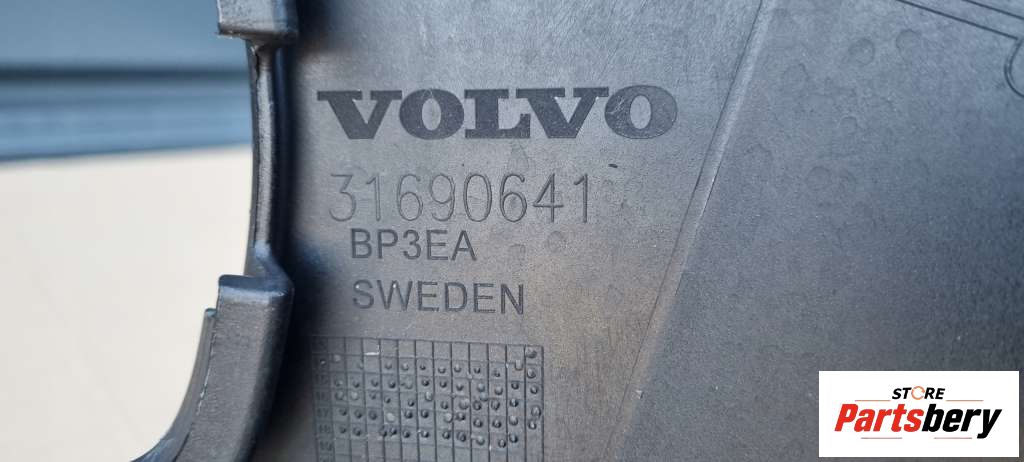 VOLVO
31690641
BP3EA
SWEDEN
STORE
Partsbery